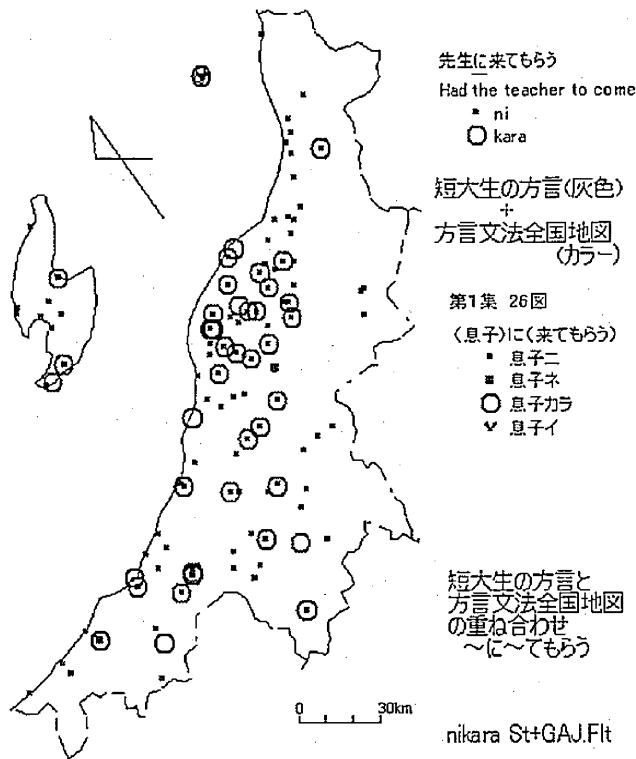 先生に来てもらう
Had the teacher to come
ni
kara
短大生の方言(灰色)
+
方言文法全国地図
(カラー)
第1集 26図
(息子)に(来てもらう)
息子ニ
息子ネ
息子カラ
息子イ
短大生の方言と
方言文法全国地図
の重ね合わせ
～に～てもらう
0 30km
nikara St+GAJ.Flt